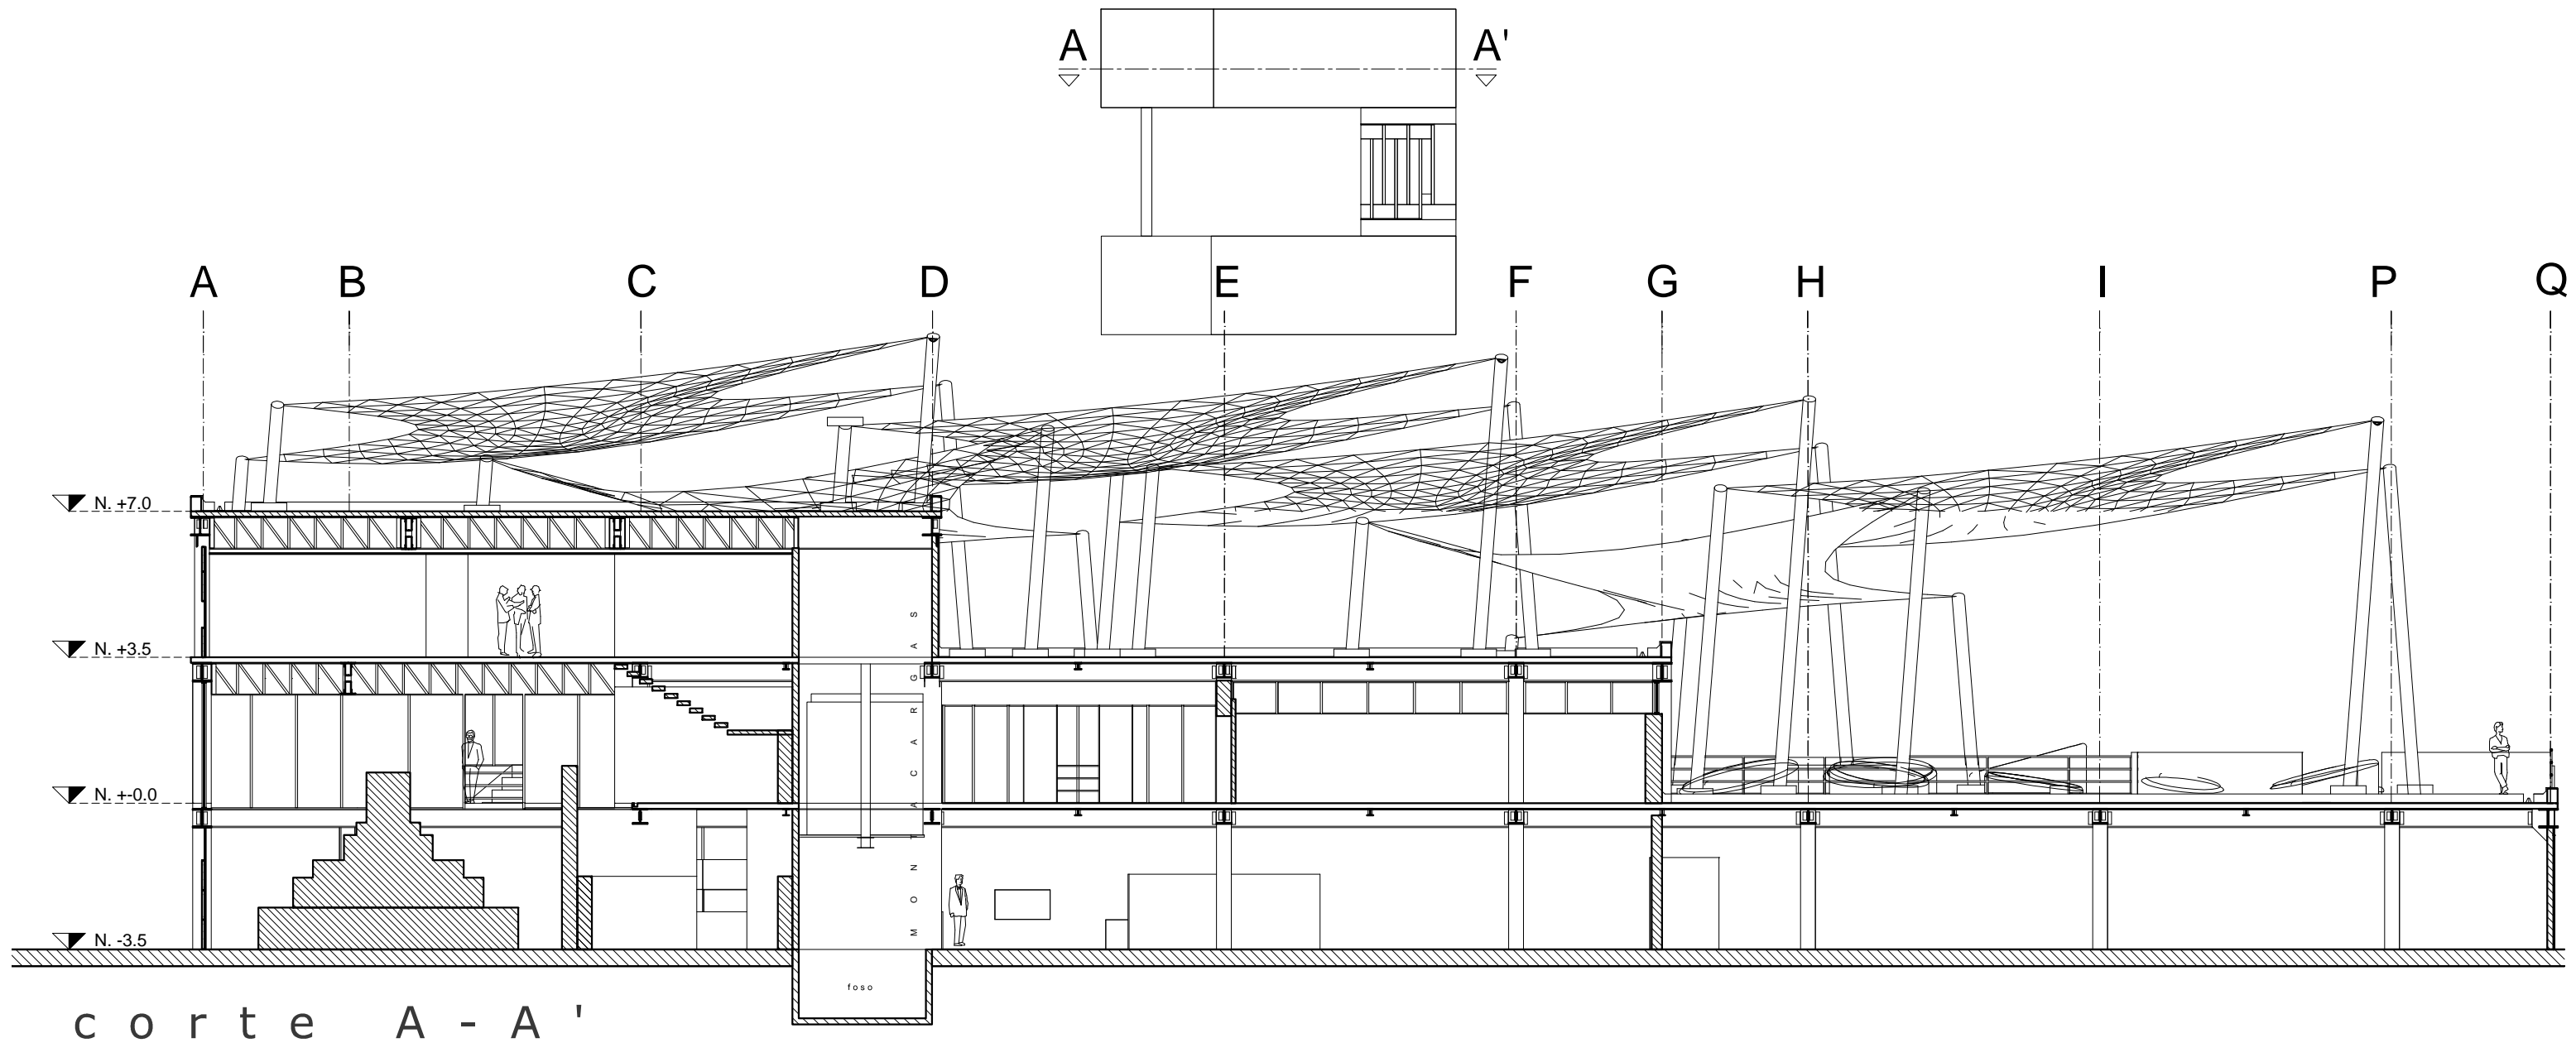 A A'
A B C D E F G H I P Q
N. +7.0
N. +3.5
N. +-0.0
N. -3.5
MONTACARGAS
foso
corte A-A'